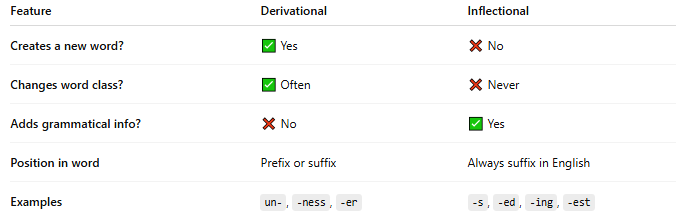 Feature Derivational Inflectional
Creates a new word? ✅ Yes ❌ No
Changes word class? ✅ Often ❌ Never
Adds grammatical info? ❌ No ✅ Yes
Position in word Prefix or suffix Always suffix in English
Examples un-, -ness, -er -s, -ed, -ing, -est